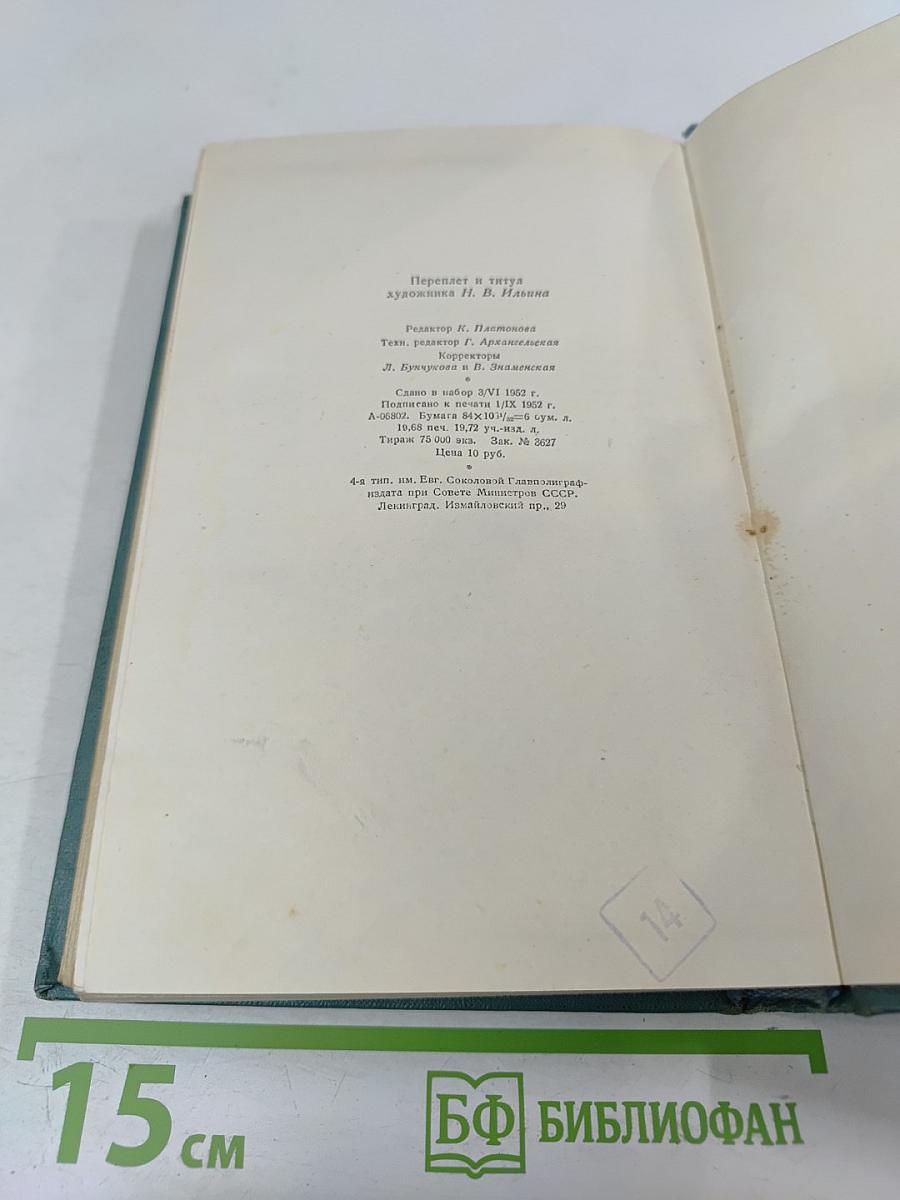 Переплет и титул
художника Н. В. Ильина
Редактор К. Платонова
Техн. редактор Г. Архангельская
Корректоры
Л. Бунчукова и В. Знаменская
Сдано в набор 3/VI 1952 г.
Подписано к печати 1/IX 1952 г.
А-06802. Бумага 84×108¹/₃₂=6 бум. л.
19,68 печ. 19,72 уч.-изд. л.
Тираж 75 000 экз. Зак. № 3627
Цена 10 руб.
4-я тип. им. Евг. Соколовой Главполиграф-
издата при Совете Министров СССР.
Ленинград, Измайловский пр., 29
14
15 см
БФ БИБЛИОФАН